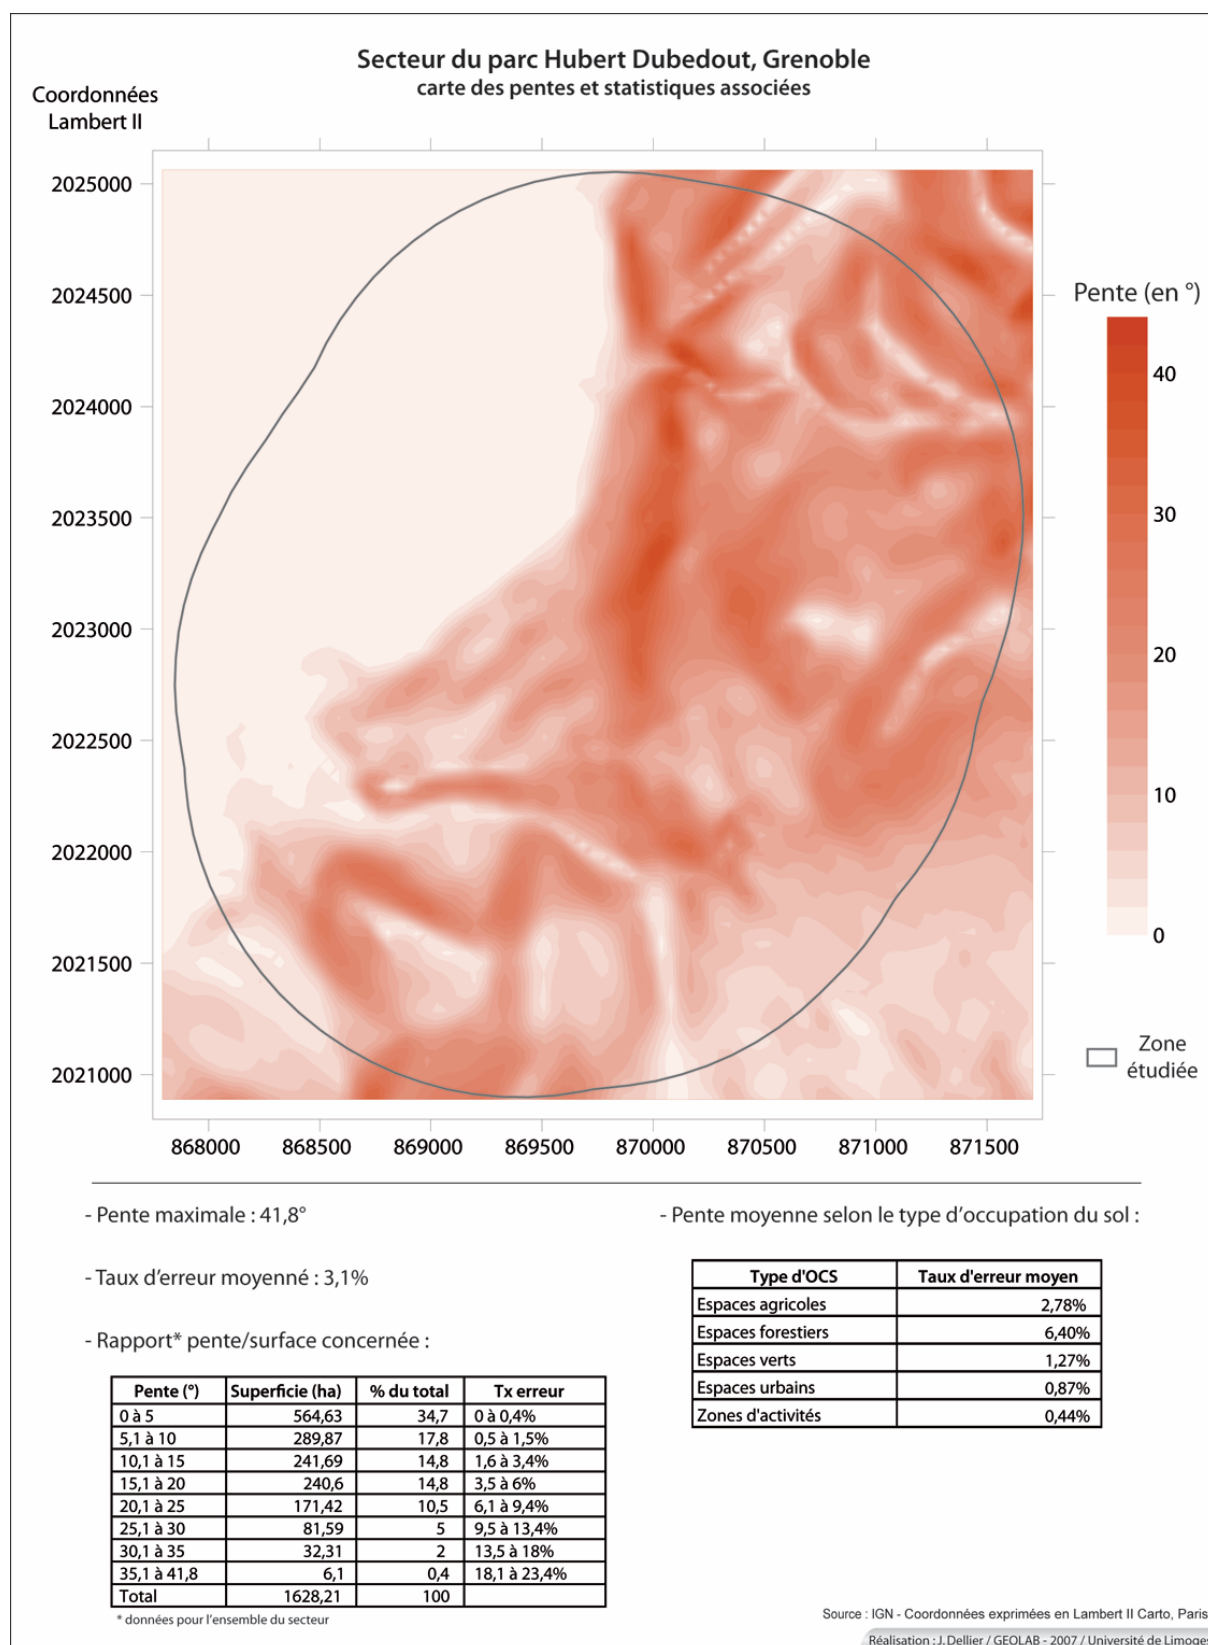 Secteur du parc Hubert Dubedout, Grenoble
carte des pentes et statistiques associées
Coordonnées
Lambert II
2025000
2024500
2024000
2023500
2023000
2022500
2022000
2021500
2021000
868000 868500 869000 869500 870000 870500 871000 871500
Pente (en °)
40
30
20
10
0
Zone
étudiée
- Pente maximale : 41,8°
- Taux d'erreur moyenné : 3,1%
- Rapport* pente/surface concernée :
Pente (°) Superficie (ha) % du total Tx erreur
0 à 5 564,63 34,7 0 à 0,4%
5,1 à 10 289,87 17,8 0,5 à 1,5%
10,1 à 15 241,69 14,8 1,6 à 3,4%
15,1 à 20 240,6 14,8 3,5 à 6%
20,1 à 25 171,42 10,5 6,1 à 9,4%
25,1 à 30 81,59 5 9,5 à 13,4%
30,1 à 35 32,31 2 13,5 à 18%
35,1 à 41,8 6,1 0,4 18,1 à 23,4%
Total 1628,21 100
* données pour l'ensemble du secteur
- Pente moyenne selon le type d'occupation du sol :
Type d'OCS Taux d'erreur moyen
Espaces agricoles 2,78%
Espaces forestiers 6,40%
Espaces verts 1,27%
Espaces urbains 0,87%
Zones d'activités 0,44%
Source : IGN - Coordonnées exprimées en Lambert II Carto, Paris
Réalisation : J. Dellier / GEOLAB - 2007 / Université de Limoges